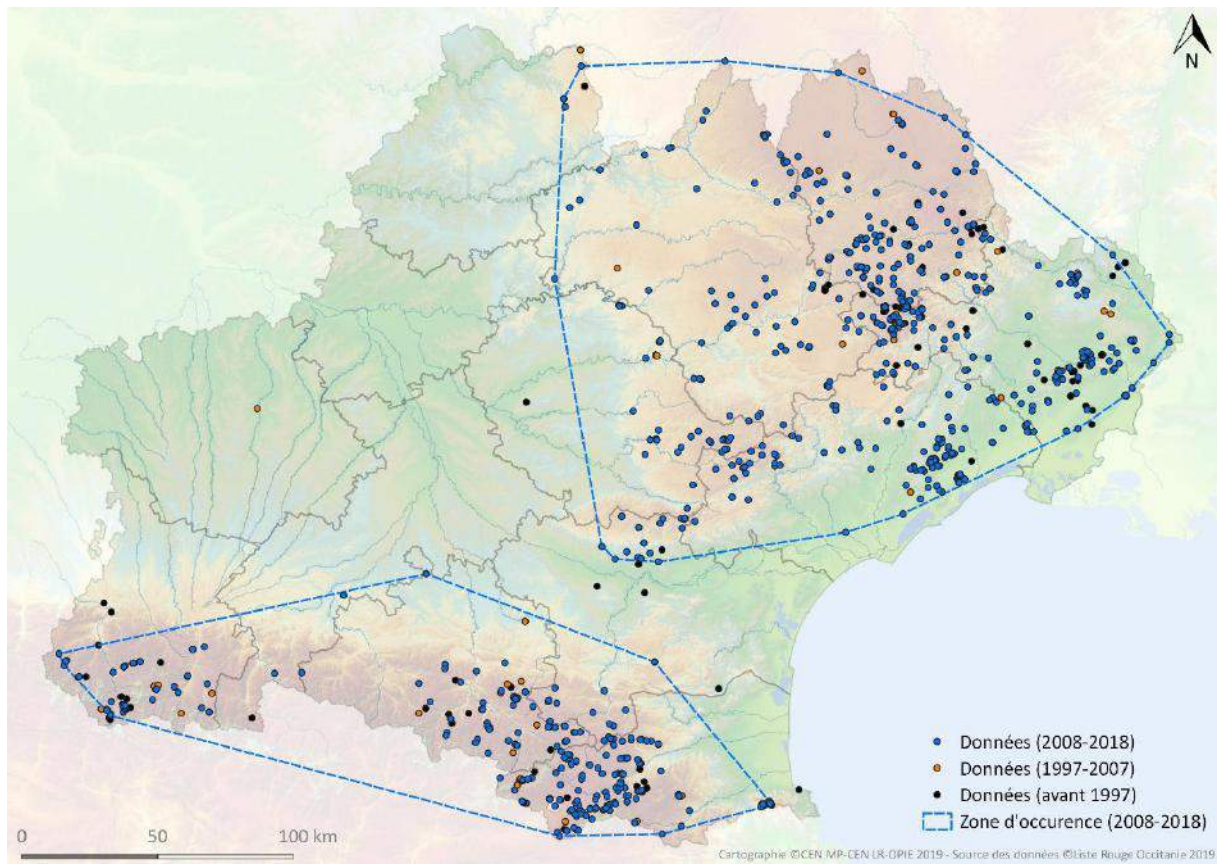 N
Données (2008-2018)
Données (1997-2007)
Données (avant 1997)
Zone d'occurence (2008-2018)
0 50 100 km
Cartographie ©CEN MP-CEN LR-OPIE 2019 - Source des données ©Liste Rouge Occitanie 2019